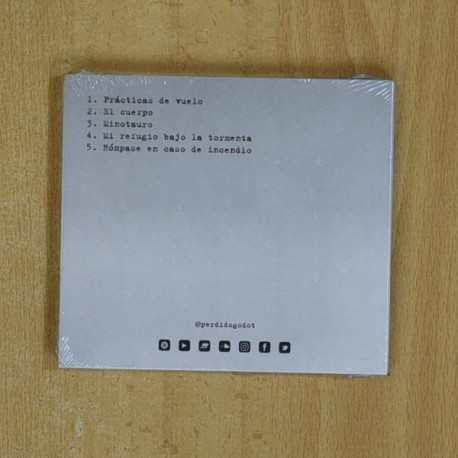 1. Prácticas de vuelo
2. El cuerpo
3. Minotauro
4. Mi refugio bajo la tormenta
5. Rómpase en caso de incendio
@perdidogodot